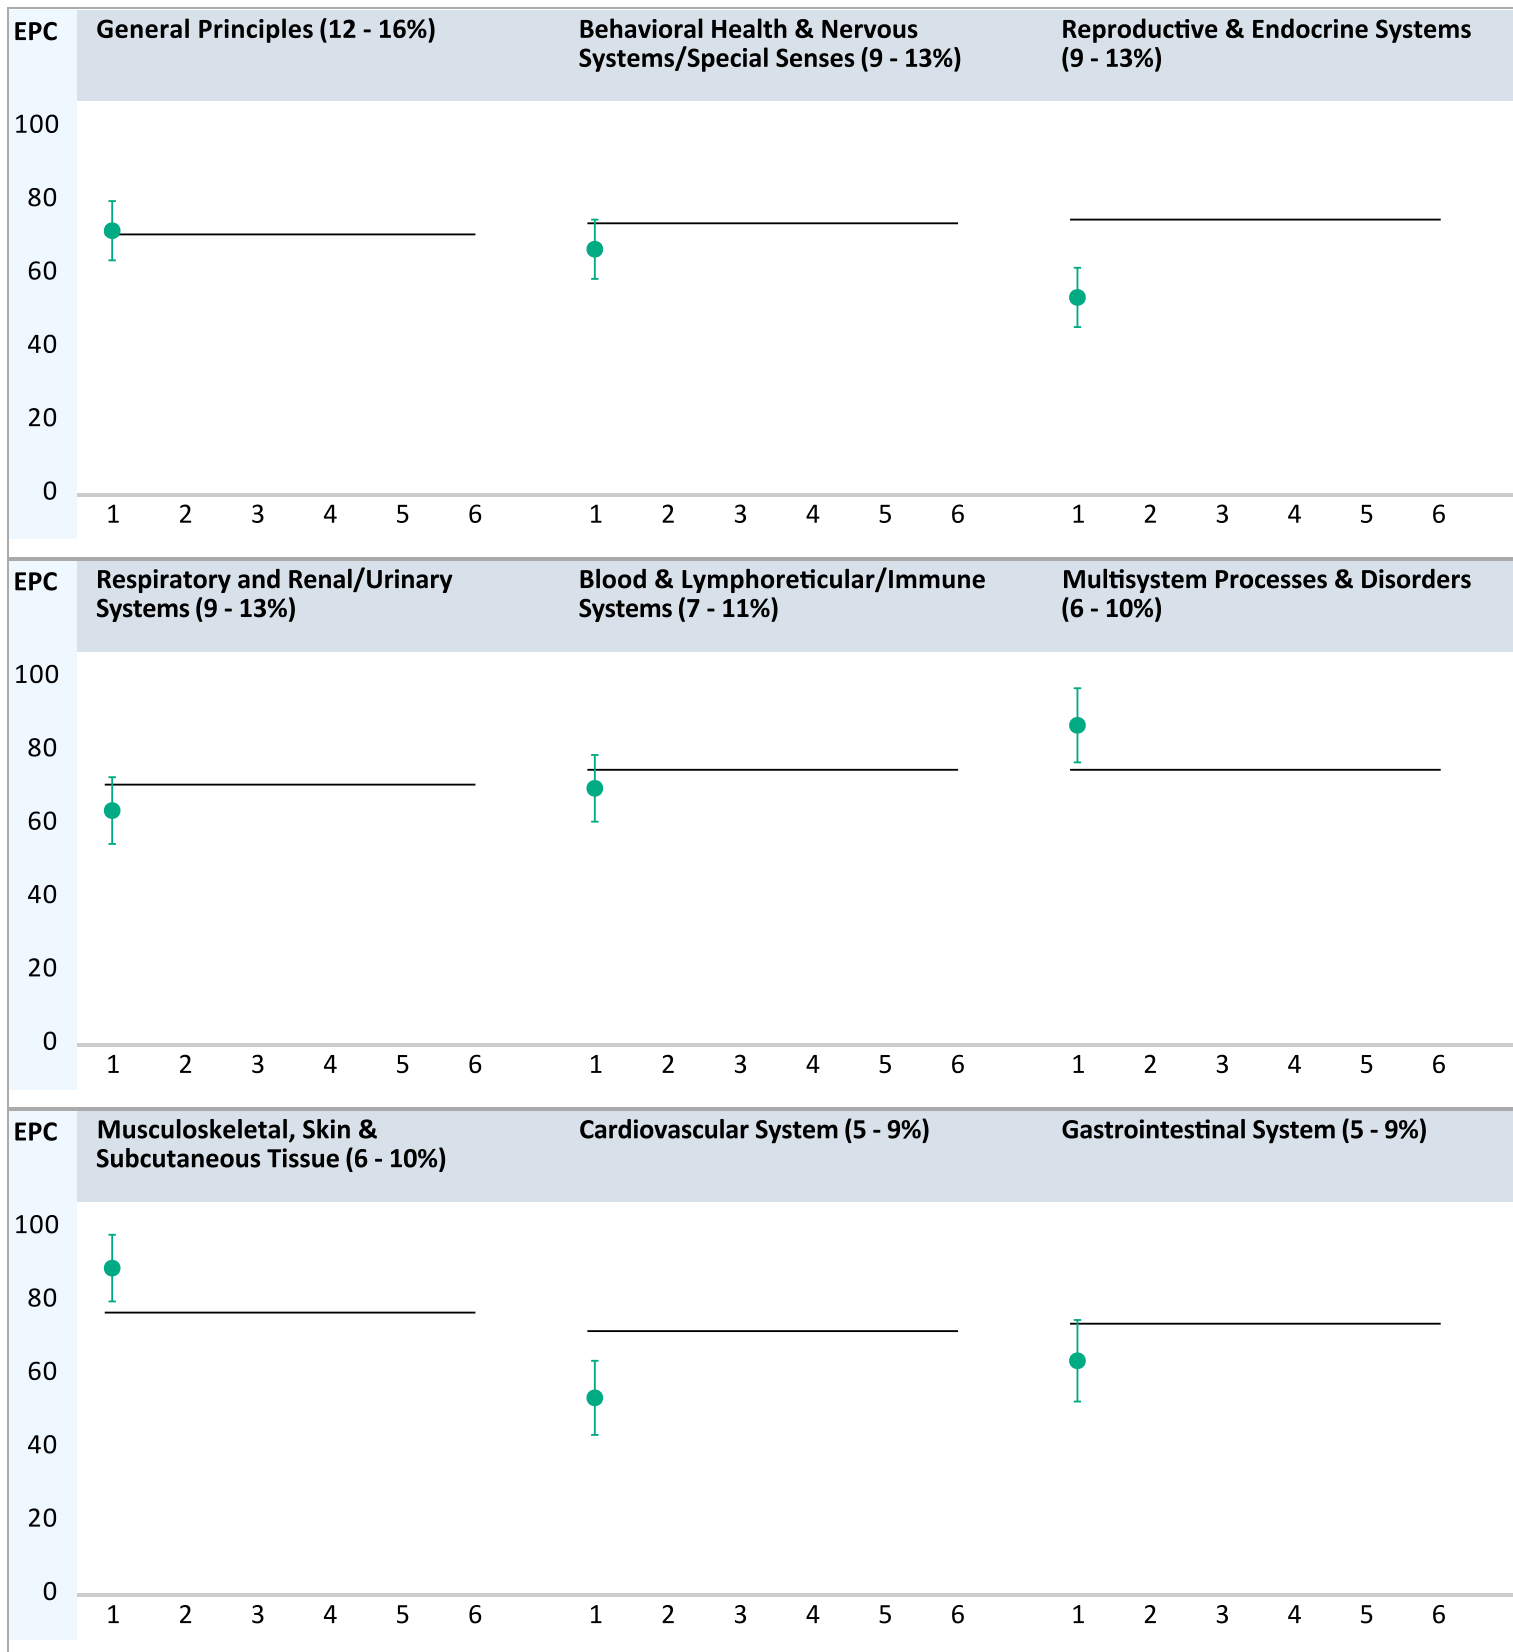 EPC
General Principles (12 - 16%)
Behavioral Health & Nervous
Systems/Special Senses (9 - 13%)
Reproductive & Endocrine Systems
(9 - 13%)
100
80
60
40
20
0
1 2 3 4 5 6
1 2 3 4 5 6
1 2 3 4 5 6
EPC
Respiratory and Renal/Urinary
Systems (9 - 13%)
Blood & Lymphoreticular/Immune
Systems (7 - 11%)
Multisystem Processes & Disorders
(6 - 10%)
100
80
60
40
20
0
1 2 3 4 5 6
1 2 3 4 5 6
1 2 3 4 5 6
EPC
Musculoskeletal, Skin &
Subcutaneous Tissue (6 - 10%)
Cardiovascular System (5 - 9%)
Gastrointestinal System (5 - 9%)
100
80
60
40
20
0
1 2 3 4 5 6
1 2 3 4 5 6
1 2 3 4 5 6